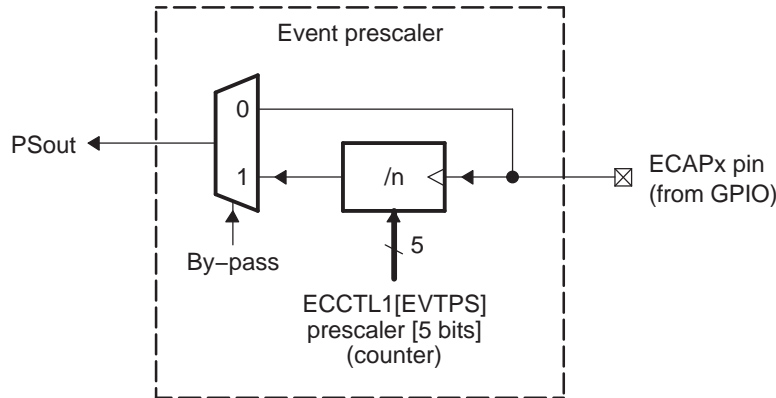 Event prescaler
0
PSout
1
/n
ECAPx pin
(from GPIO)
5
By−pass
ECCTL1[EVTPS]
prescaler [5 bits]
(counter)